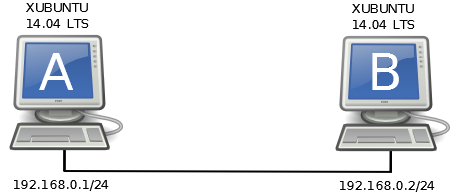 XUBUNTU
14.04 LTS
XUBUNTU
14.04 LTS
A
B
192.168.0.1/24
192.168.0.2/24